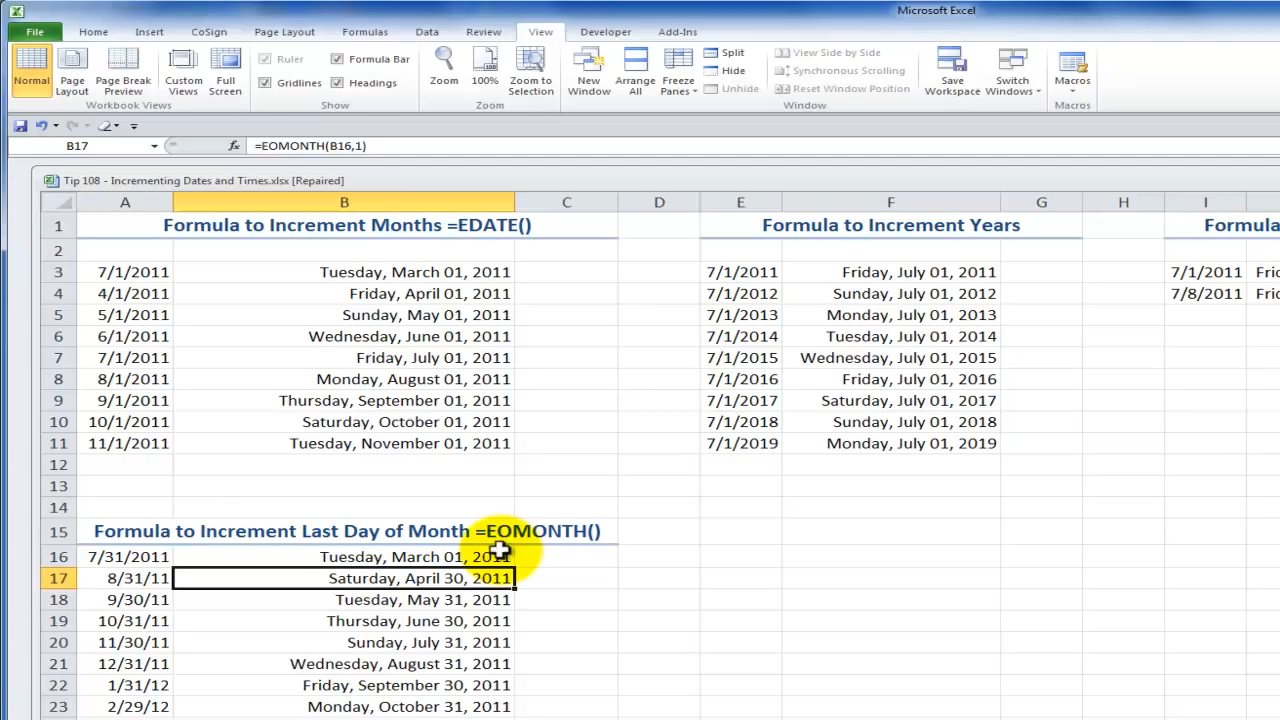 Microsoft Excel
File Home Insert CoSign Page Layout Formulas Data Review View Developer Add-Ins
Normal Page Layout Page Break Preview Custom Views Full Screen
Workbook Views
Ruler Formula Bar
Gridlines Headings
Show
Zoom 100% Zoom to Selection
Zoom
New Window Arrange All Freeze Panes
Split View Side by Side
Hide Synchronous Scrolling
Unhide Reset Window Position
Window
Save Workspace Switch Windows
Macros
Macros
B17 fx =EOMONTH(B16,1)
Tip 108 - Incrementing Dates and Times.xlsx [Repaired]
A B C D E F G H I
1 Formula to Increment Months =EDATE() Formula to Increment Years Formula
2
3 7/1/2011 Tuesday, March 01, 2011 7/1/2011 Friday, July 01, 2011 7/1/2011 Frid
4 4/1/2011 Friday, April 01, 2011 7/1/2012 Sunday, July 01, 2012 7/8/2011 Frid
5 5/1/2011 Sunday, May 01, 2011 7/1/2013 Monday, July 01, 2013
6 6/1/2011 Wednesday, June 01, 2011 7/1/2014 Tuesday, July 01, 2014
7 7/1/2011 Friday, July 01, 2011 7/1/2015 Wednesday, July 01, 2015
8 8/1/2011 Monday, August 01, 2011 7/1/2016 Friday, July 01, 2016
9 9/1/2011 Thursday, September 01, 2011 7/1/2017 Saturday, July 01, 2017
10 10/1/2011 Saturday, October 01, 2011 7/1/2018 Sunday, July 01, 2018
11 11/1/2011 Tuesday, November 01, 2011 7/1/2019 Monday, July 01, 2019
12
13
14
15 Formula to Increment Last Day of Month =EOMONTH()
16 7/31/2011 Tuesday, March 01, 2011
17 8/31/11 Saturday, April 30, 2011
18 9/30/11 Tuesday, May 31, 2011
19 10/31/11 Thursday, June 30, 2011
20 11/30/11 Sunday, July 31, 2011
21 12/31/11 Wednesday, August 31, 2011
22 1/31/12 Friday, September 30, 2011
23 2/29/12 Monday, October 31, 2011